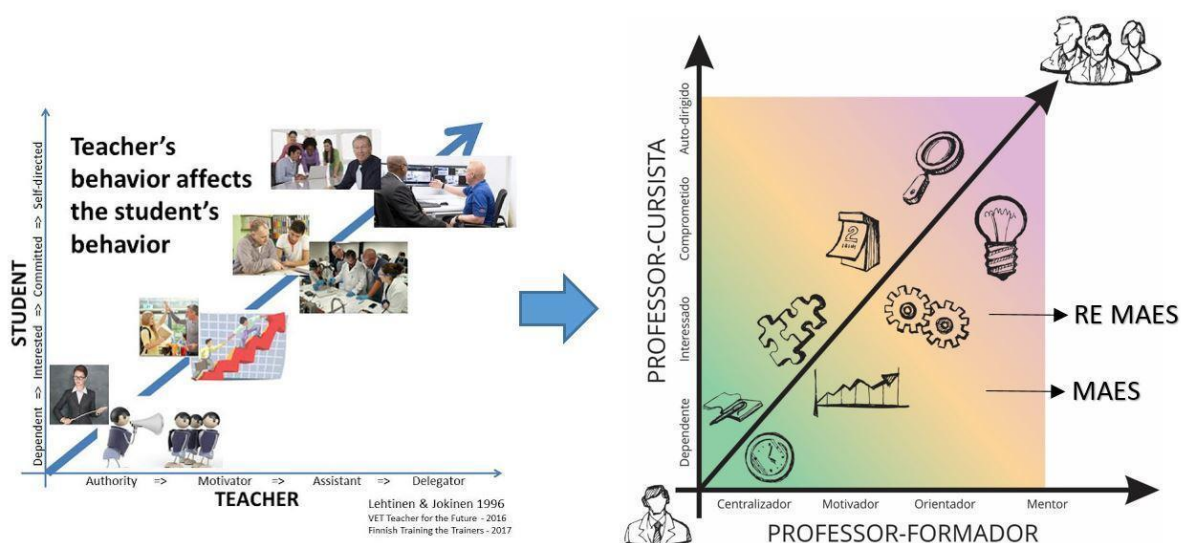 Teacher's
behavior affects
the student's
behavior
STUDENT
Dependent => Interested => Committed => Self-directed
Authority => Motivator => Assistant => Delegator
TEACHER
Lehtinen & Jokinen 1996
VET Teacher for the Future - 2016
Finnish Training the Trainers - 2017
PROFESSOR-CURSISTA
Dependente Interessado Comprometido Auto-dirigido
2
RE MAES
MAES
Centralizador Motivador Orientador Mentor
PROFESSOR-FORMADOR